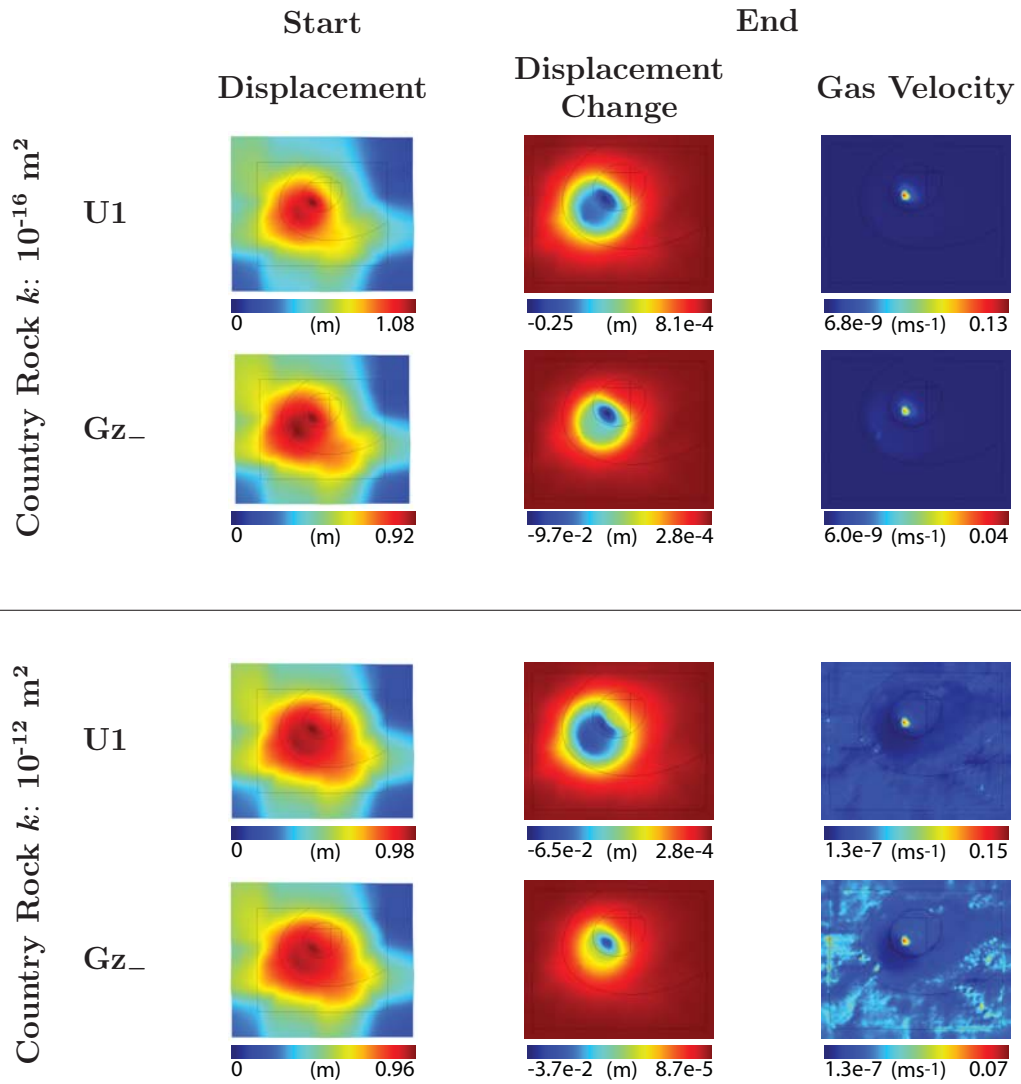 Start
End
Displacement
Displacement
Change
Gas Velocity
Country Rock k: 10⁻¹⁶ m²
U1
0 (m) 1.08
-0.25 (m) 8.1e-4
6.8e-9 (ms-1) 0.13
Gz_
0 (m) 0.92
-9.7e-2 (m) 2.8e-4
6.0e-9 (ms-1) 0.04
Country Rock k: 10⁻¹² m²
U1
0 (m) 0.98
-6.5e-2 (m) 2.8e-4
1.3e-7 (ms-1) 0.15
Gz_
0 (m) 0.96
-3.7e-2 (m) 8.7e-5
1.3e-7 (ms-1) 0.07